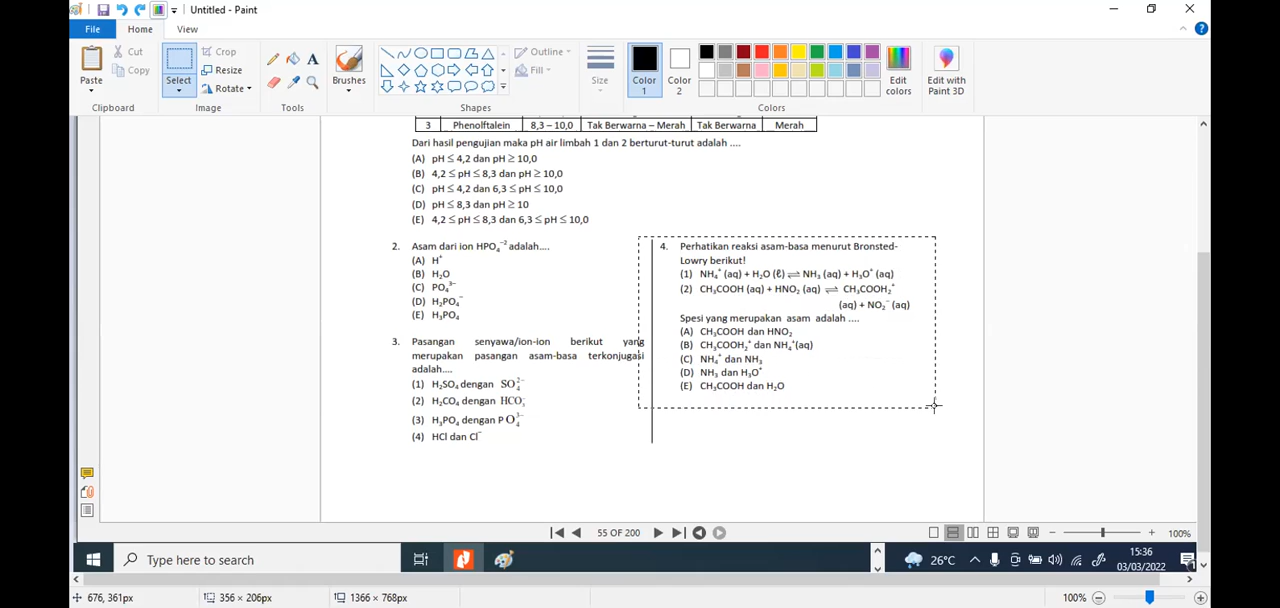 Untitled - Paint
File
Home
View
Paste
Cut
Copy
Clipboard
Select
Crop
Resize
Rotate
Image
A
Tools
Brushes
Outline
Fill
Shapes
Size
Color 1
Color 2
Edit colors
Colors
Edit with Paint 3D
3 Phenolftalein 8,3 – 10,0 Tak Berwarna – Merah Tak Berwarna Merah
Dari hasil pengujian maka pH air limbah 1 dan 2 berturut-turut adalah ....
(A) pH ≤ 4,2 dan pH ≥ 10,0
(B) 4,2 ≤ pH ≤ 8,3 dan pH ≥ 10,0
(C) pH ≤ 4,2 dan 6,3 ≤ pH ≤ 10,0
(D) pH ≤ 8,3 dan pH ≥ 10
(E) 4,2 ≤ pH ≤ 8,3 dan 6,3 ≤ pH ≤ 10,0
2. Asam dari ion HPO₄⁻² adalah....
(A) H⁺
(B) H₂O
(C) PO₄³⁻
(D) H₂PO₄⁻
(E) H₃PO₄
3. Pasangan senyawa/ion-ion berikut yang
merupakan pasangan asam-basa terkonjugasi
adalah....
(1) H₂SO₄ dengan SO₄²⁻
(2) H₂CO₄ dengan HCO₃⁻
(3) H₃PO₄ dengan PO₄³⁻
(4) HCl dan Cl⁻
4. Perhatikan reaksi asam-basa menurut Bronsted-
Lowry berikut!
(1) NH₄⁺ (aq) + H₂O (ℓ) ⇌ NH₃ (aq) + H₃O⁺ (aq)
(2) CH₃COOH (aq) + HNO₂ (aq) ⇌ CH₃COOH₂⁺
(aq) + NO₂⁻ (aq)
Spesi yang merupakan asam adalah ....
(A) CH₃COOH dan HNO₂
(B) CH₃COOH₂⁺ dan NH₄⁺(aq)
(C) NH₄⁺ dan NH₃
(D) NH₃ dan H₃O⁺
(E) CH₃COOH dan H₂O
55 OF 200
100%
Type here to search
26°C
15:36
03/03/2022
676, 361px
356 × 206px
1366 × 768px
100%